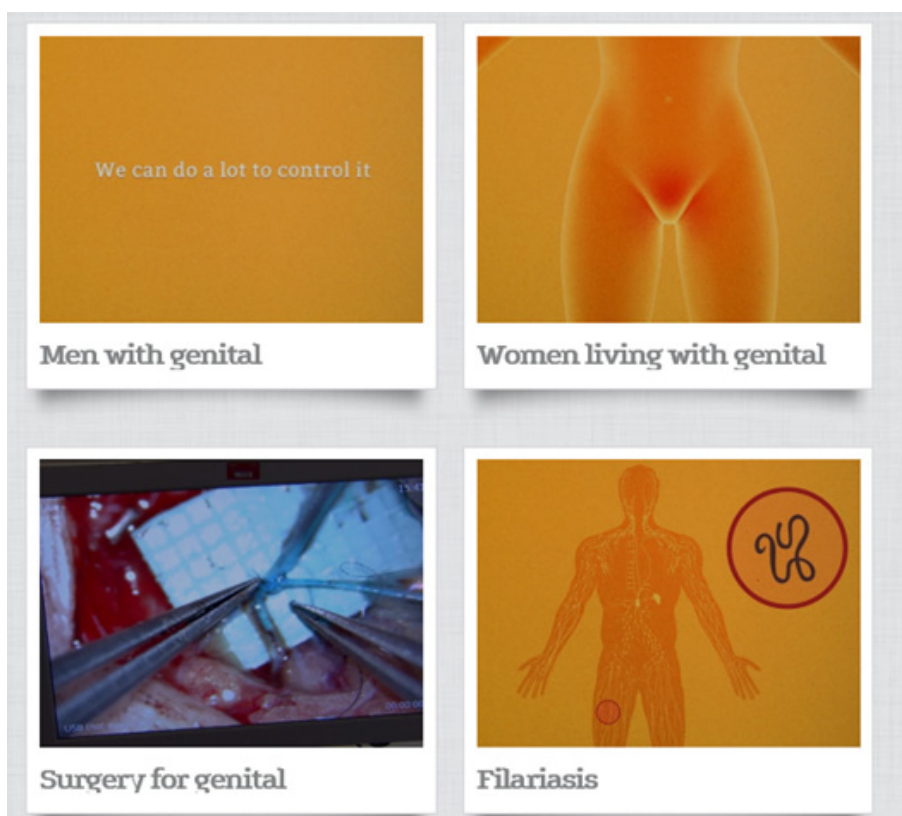 We can do a lot to control it
Men with genital
Women living with genital
Surgery for genital
Filariasis